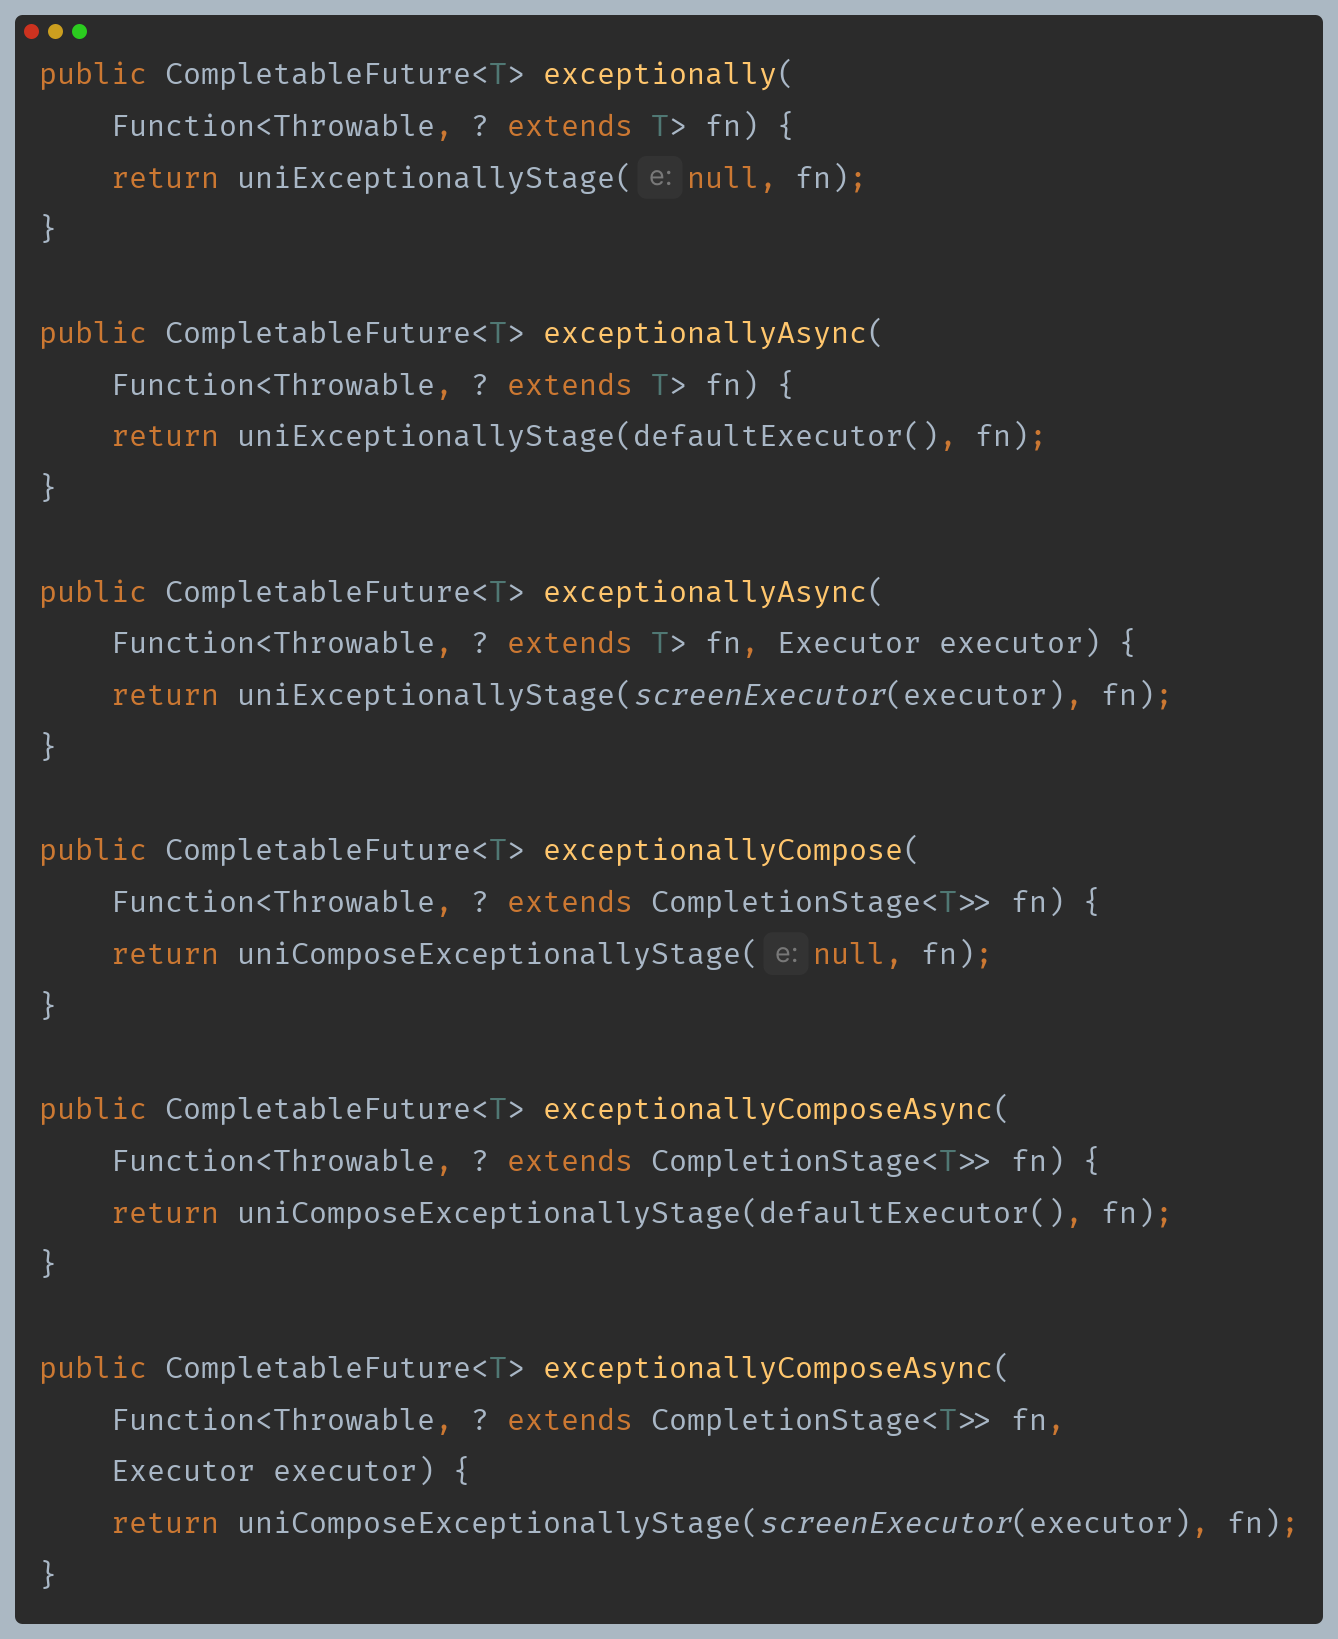 public CompletableFuture<T> exceptionally(
    Function<Throwable, ? extends T> fn) {
    return uniExceptionallyStage( e: null, fn);
}

public CompletableFuture<T> exceptionallyAsync(
    Function<Throwable, ? extends T> fn) {
    return uniExceptionallyStage(defaultExecutor(), fn);
}

public CompletableFuture<T> exceptionallyAsync(
    Function<Throwable, ? extends T> fn, Executor executor) {
    return uniExceptionallyStage(screenExecutor(executor), fn);
}

public CompletableFuture<T> exceptionallyCompose(
    Function<Throwable, ? extends CompletionStage<T>> fn) {
    return uniComposeExceptionallyStage( e: null, fn);
}

public CompletableFuture<T> exceptionallyComposeAsync(
    Function<Throwable, ? extends CompletionStage<T>> fn) {
    return uniComposeExceptionallyStage(defaultExecutor(), fn);
}

public CompletableFuture<T> exceptionallyComposeAsync(
    Function<Throwable, ? extends CompletionStage<T>> fn,
    Executor executor) {
    return uniComposeExceptionallyStage(screenExecutor(executor), fn);
}